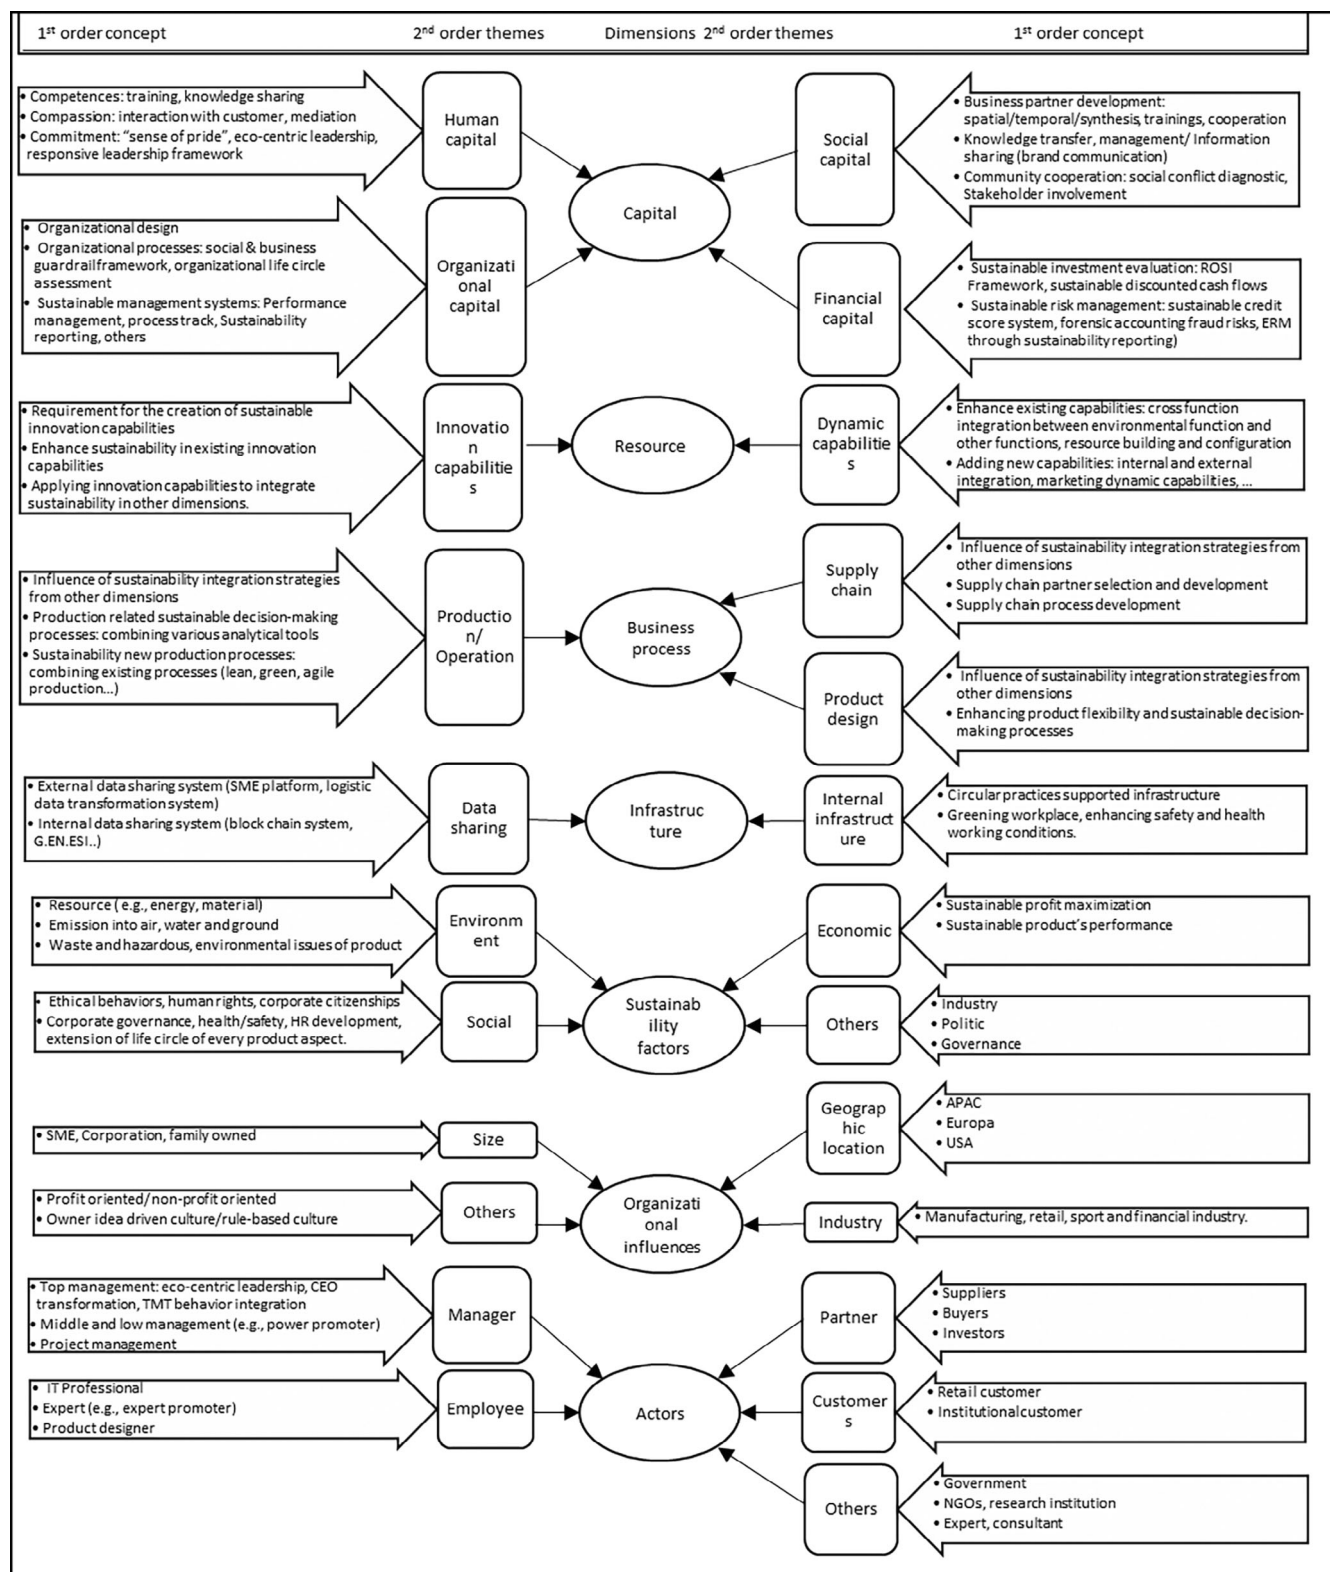 1st order concept
2nd order themes
Dimensions
2nd order themes
1st order concept
• Competences: training, knowledge sharing
• Compassion: interaction with customer, mediation
• Commitment: “sense of pride”, eco-centric leadership,
responsive leadership framework
Human
capital
Capital
Social
capital
• Business partner development:
spatial/temporal/synthesis, trainings, cooperation
• Knowledge transfer, management/ Information
sharing (brand communication)
• Community cooperation: social conflict diagnostic,
Stakeholder involvement
• Organizational design
• Organizational processes: social & business
guardrail framework, organizational life circle
assessment
• Sustainable management systems: Performance
management, process track, Sustainability
reporting, others
Organizati
onal
capital
Financial
capital
• Sustainable investment evaluation: ROSI
Framework, sustainable discounted cash flows
• Sustainable risk management: sustainable credit
score system, forensic accounting fraud risks, ERM
through sustainability reporting)
• Requirement for the creation of sustainable
innovation capabilities
• Enhance sustainability in existing innovation
capabilities
• Applying innovation capabilities to integrate
sustainability in other dimensions.
Innovatio
n
capabilitie
s
Resource
Dynamic
capabilitie
s
• Enhance existing capabilities: cross function
integration between environmental function and
other functions, resource building and configuration
• Adding new capabilities: internal and external
integration, marketing dynamic capabilities, ...
• Influence of sustainability integration strategies
from other dimensions
• Production related sustainable decision-making
processes: combining various analytical tools
• Sustainability new production processes:
combining existing processes (lean, green, agile
production...)
Productio
n/
Operation
Business
process
Supply
chain
• Influence of sustainability integration strategies from
other dimensions
• Supply chain partner selection and development
• Supply chain process development
Product
design
• Influence of sustainability integration strategies from
other dimensions
• Enhancing product flexibility and sustainable decision-
making processes
• External data sharing system (SME platform, logistic
data transformation system)
• Internal data sharing system (block chain system,
G.EN.ESI..)
Data
sharing
Infrastru
cture
Internal
infrastruct
ure
• Circular practices supported infrastructure
• Greening workplace, enhancing safety and health
working conditions.
• Resource ( e.g., energy, material)
• Emission into air, water and ground
• Waste and hazardous, environmental issues of product
Environm
ent
Economic
• Sustainable profit maximization
• Sustainable product’s performance
• Ethical behaviors, human rights, corporate citizenships
• Corporate governance, health/safety, HR development,
extension of life circle of every product aspect.
Social
Sustainab
ility
factors
Others
• Industry
• Politic
• Governance
Geograp
hic
location
• APAC
• Europa
• USA
• SME, Corporation, family owned
Size
• Profit oriented/non-profit oriented
• Owner idea driven culture/rule-based culture
Others
Organizati
onal
influences
Industry
• Manufacturing, retail, sport and financial industry.
• Top management: eco-centric leadership, CEO
transformation, TMT behavior integration
• Middle and low management (e.g., power promoter)
• Project management
Manager
Partner
• Suppliers
• Buyers
• Investors
• IT Professional
• Expert (e.g., expert promoter)
• Product designer
Employee
Actors
Customer
s
• Retail customer
• Institutional customer
Others
• Government
• NGOs, research institution
• Expert, consultant